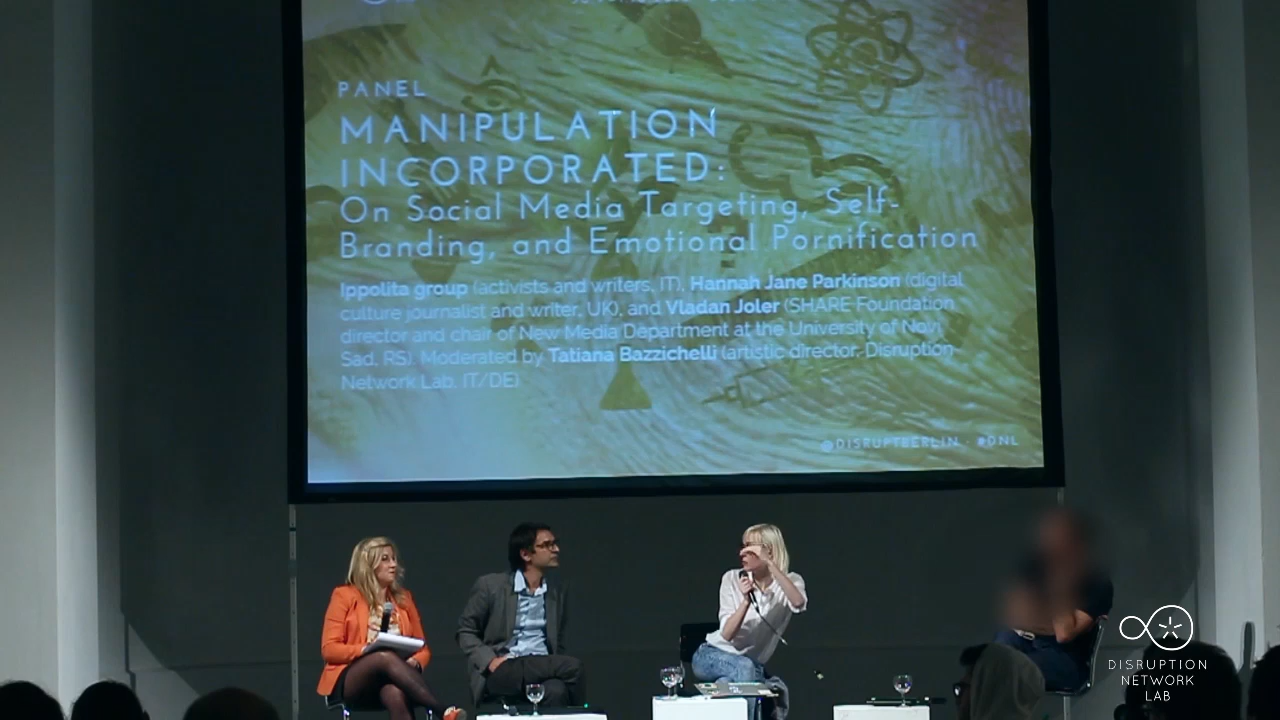 PANEL
MANIPULATION
INCORPORATED:
On Social Media Targeting, Self-
Branding, and Emotional Pornification
Ippolita group (activists and writers, IT), Hannah Jane Parkinson (digital
culture journalist and writer, UK), and Vladan Joler (SHARE Foundation
director and chair of New Media Department at the University of Novi
Sad, RS). Moderated by Tatiana Bazzichelli (artistic director, Disruption
Network Lab, IT/DE)
@DISRUPTBERLIN · #DNL
DISRUPTION
NETWORK
LAB